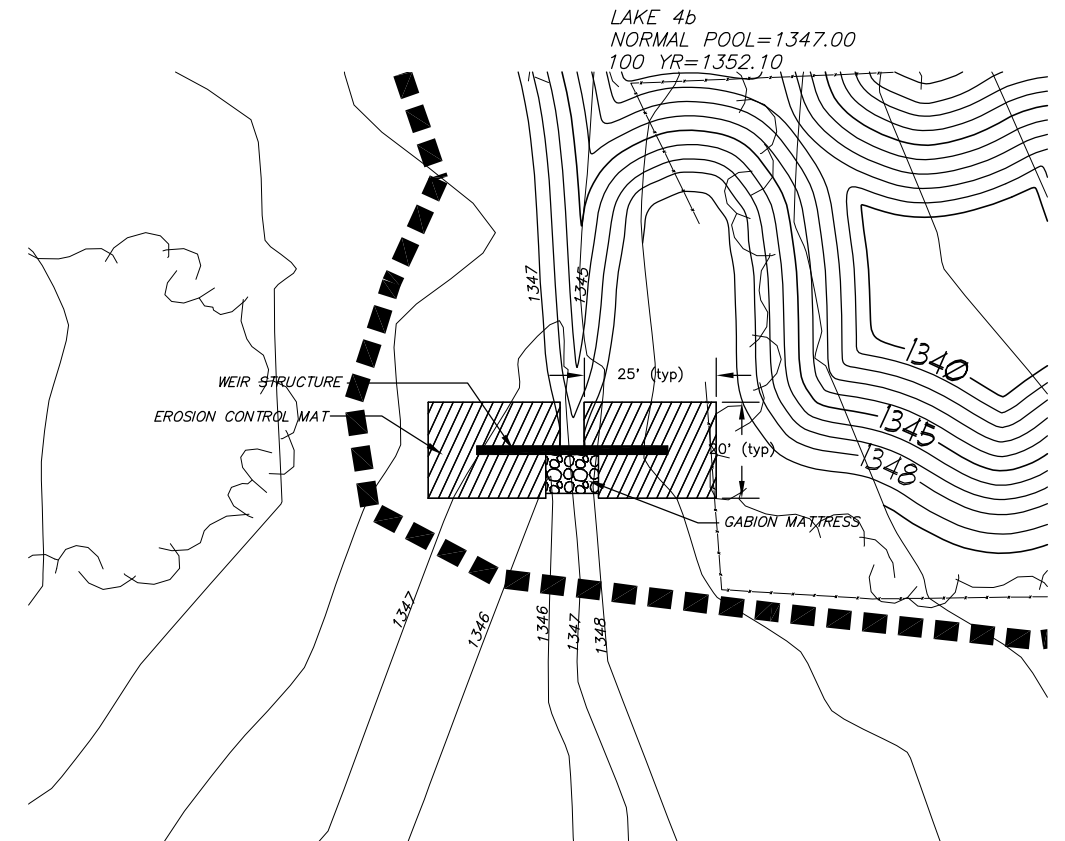 LAKE 4b
NORMAL POOL=1347.00
100 YR=1352.10
1347
1345
1340
25' (typ)
WEIR STRUCTURE
EROSION CONTROL MAT
1345
20' (typ)
1348
GABION MATTRESS
1347
1346
1346
1347
1348